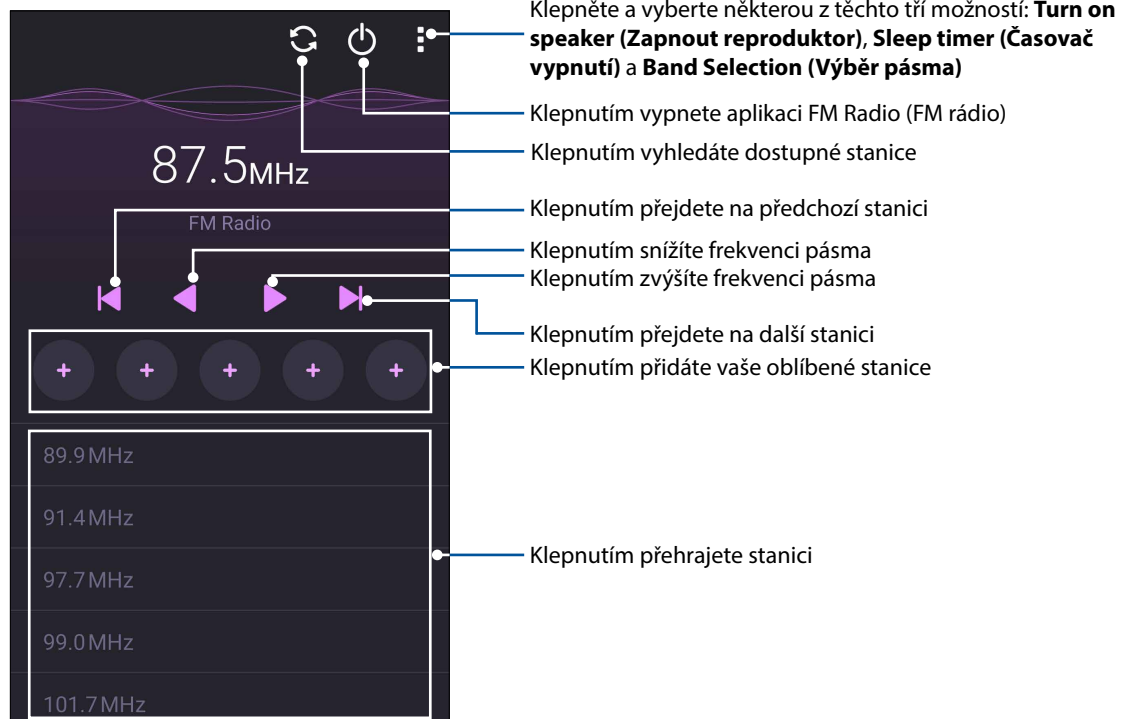 Klepněte a vyberte některou z těchto tří možností: Turn on
speaker (Zapnout reproduktor), Sleep timer (Časovač
vypnutí) a Band Selection (Výběr pásma)
Klepnutím vypnete aplikaci FM Radio (FM rádio)
Klepnutím vyhledáte dostupné stanice
87.5MHz
FM Radio
Klepnutím přejdete na předchozí stanici
Klepnutím snížíte frekvenci pásma
Klepnutím zvýšíte frekvenci pásma
Klepnutím přejdete na další stanici
Klepnutím přidáte vaše oblíbené stanice
+ + + + +
89.9MHz
91.4MHz
97.7MHz
99.0MHz
101.7MHz
Klepnutím přehrajete stanici